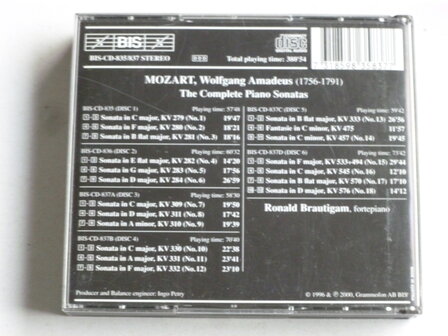 BIS
BIS-CD-835/837 STEREO
DDD
COMPACT disc DIGITAL AUDIO
Total playing time: 380'54
MOZART, Wolfgang Amadeus (1756-1791)
The Complete Piano Sonatas
BIS-CD-835 (DISC 1) Playing time: 57'48
Sonata in C major, KV 279 (No.1) 19'47
Sonata in F major, KV 280 (No.2) 18'21
Sonata in B flat major, KV 281 (No.3) 18'16
BIS-CD-836 (DISC 2) Playing time: 60'32
Sonata in E flat major, KV 282 (No.4) 14'20
Sonata in G major, KV 283 (No.5) 18'56
Sonata in D major, KV 284 (No.6) 26'59
BIS-CD-837A (DISC 3) Playing time: 58'30
Sonata in C major, KV 309 (No.7) 19'50
Sonata in D major, KV 311 (No.8) 17'42
Sonata in A minor, KV 310 (No.9) 19'39
BIS-CD-837B (DISC 4) Playing time: 70'40
Sonata in C major, KV 330 (No.10) 22'38
Sonata in A major, KV 331 (No.11) 23'41
Sonata in F major, KV 332 (No.12) 23'10
BIS-CD-837C (DISC 5) Playing time: 59'42
Sonata in B flat major, KV 333 (No.13) 26'56
Fantasie in C minor, KV 475 11'37
Sonata in C minor, KV 457 (No.14) 19'45
BIS-CD-837D (DISC 6) Playing time: 73'42
Sonata in F major, KV 533+494 (No.15) 29'44
Sonata in C major, KV 545 (No.16) 12'10
Sonata in B flat major, KV 570 (No.17) 17'10
Sonata in D major, KV 576 (No.18) 14'12
Ronald Brautigam, fortepiano
Producer and Balance engineer: Ingo Petry
© 1996 & ℗ 2000, Grammofon AB BIS